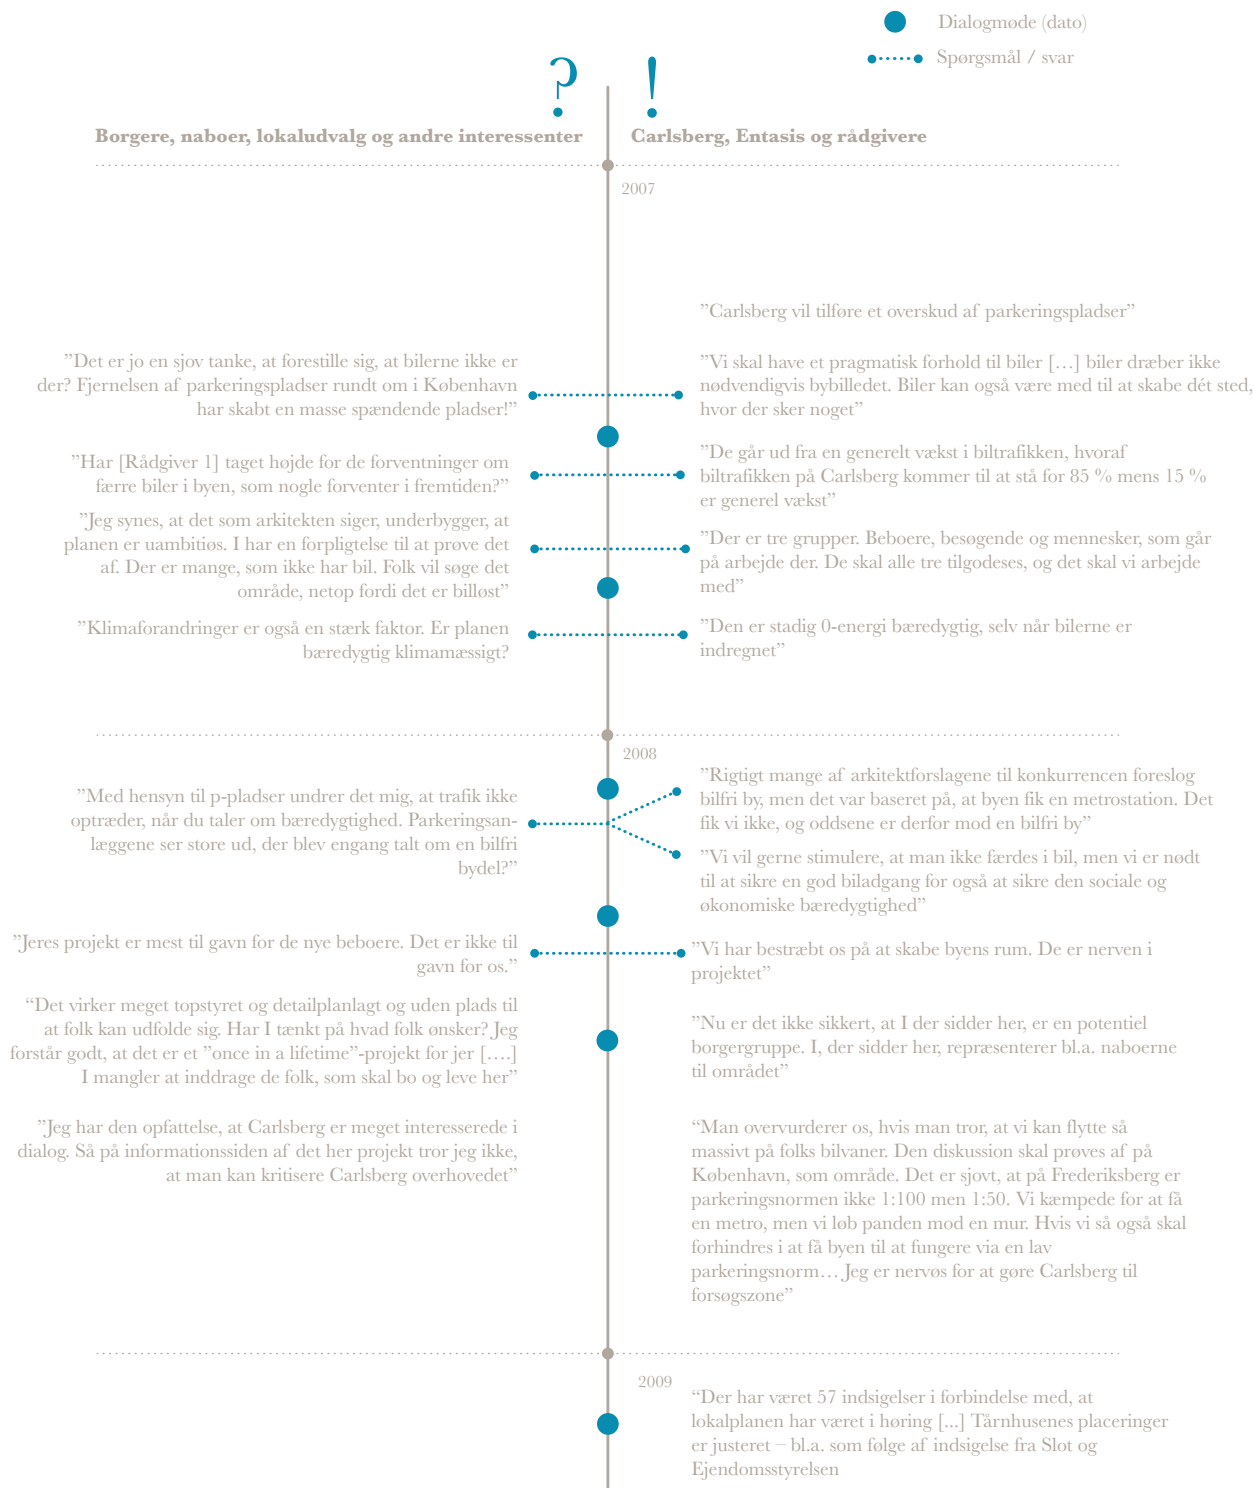 Dialogmøde (dato)
Spørgsmål / svar
? !
Borgere, naboer, lokaludvalg og andre interessenter
Carlsberg, Entasis og rådgivere
2007
”Carlsberg vil tilføre et overskud af parkeringspladser”
”Det er jo en sjov tanke, at forestille sig, at bilerne ikke er
der? Fjernelsen af parkeringspladser rundt om i København
har skabt en masse spændende pladser!”
”Vi skal have et pragmatisk forhold til biler […] biler dræber ikke
nødvendigvis bybilledet. Biler kan også være med til at skabe dét sted,
hvor der sker noget”
”Har [Rådgiver 1] taget højde for de forventninger om
færre biler i byen, som nogle forventer i fremtiden?”
”De går ud fra en generelt vækst i biltrafikken, hvoraf
biltrafikken på Carlsberg kommer til at stå for 85 % mens 15 %
er generel vækst”
”Jeg synes, at det som arkitekten siger, underbygger, at
planen er uambitiøs. I har en forpligtelse til at prøve det
af. Der er mange, som ikke har bil. Folk vil søge det
område, netop fordi det er billøst”
”Der er tre grupper. Beboere, besøgende og mennesker, som går
på arbejde der. De skal alle tre tilgodeses, og det skal vi arbejde
med”
”Klimaforandringer er også en stærk faktor. Er planen
bæredygtig klimamæssigt?
”Den er stadig 0-energi bæredygtig, selv når bilerne er
indregnet”
2008
”Med hensyn til p-pladser undrer det mig, at trafik ikke
optræder, når du taler om bæredygtighed. Parkeringsan-
læggene ser store ud, der blev engang talt om en bilfri
bydel?”
”Rigtigt mange af arkitektforslagene til konkurrencen foreslog
bilfri by, men det var baseret på, at byen fik en metrostation. Det
fik vi ikke, og oddsene er derfor mod en bilfri by”
”Vi vil gerne stimulere, at man ikke færdes i bil, men vi er nødt
til at sikre en god biladgang for også at sikre den sociale og
økonomiske bæredygtighed”
”Jeres projekt er mest til gavn for de nye beboere. Det er ikke til
gavn for os.”
”Vi har bestræbt os på at skabe byens rum. De er nerven i
projektet”
“Det virker meget topstyret og detailplanlagt og uden plads til
at folk kan udfolde sig. Har I tænkt på hvad folk ønsker? Jeg
forstår godt, at det er et ”once in a lifetime”-projekt for jer [….]
I mangler at inddrage de folk, som skal bo og leve her”
”Nu er det ikke sikkert, at I der sidder her, er en potentiel
borgergruppe. I, der sidder her, repræsenterer bl.a. naboerne
til området”
”Jeg har den opfattelse, at Carlsberg er meget interesserede i
dialog. Så på informationssiden af det her projekt tror jeg ikke,
at man kan kritisere Carlsberg overhovedet”
“Man overvurderer os, hvis man tror, at vi kan flytte så
massivt på folks bilvaner. Den diskussion skal prøves af på
København, som område. Det er sjovt, at på Frederiksberg er
parkeringsnormen ikke 1:100 men 1:50. Vi kæmpede for at få
en metro, men vi løb panden mod en mur. Hvis vi så også skal
forhindres i at få byen til at fungere via en lav
parkeringsnorm… Jeg er nervøs for at gøre Carlsberg til
forsøgszone”
2009
“Der har været 57 indsigelser i forbindelse med, at
lokalplanen har været i høring [...] Tårnhusenes placeringer
er justeret – bl.a. som følge af indsigelse fra Slot og
Ejendomsstyrelsen